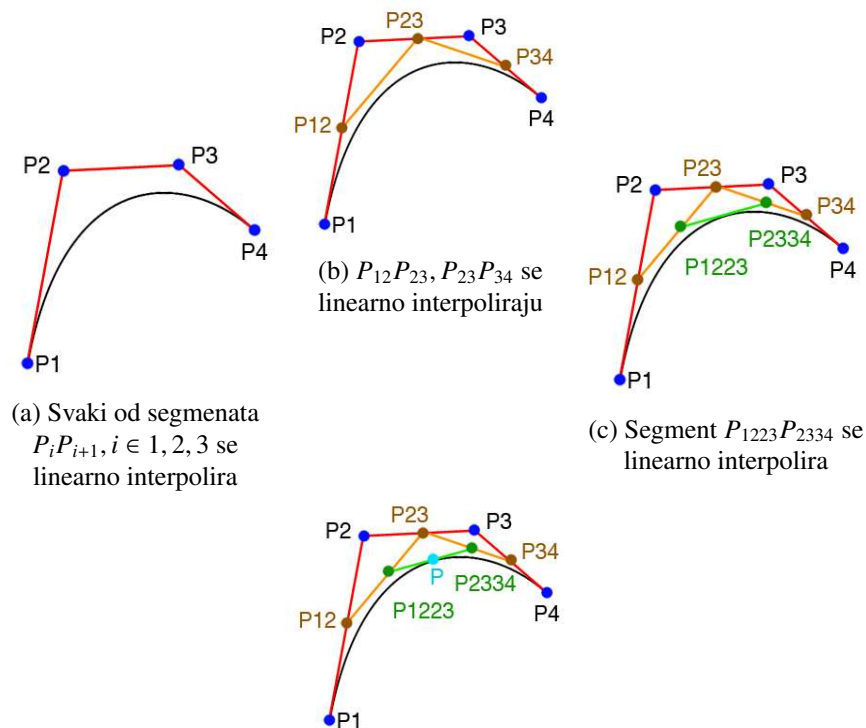 P2
P3
P4
P1
(a) Svaki od segmenata
P_iP_{i+1}, i ∈ 1, 2, 3 se
linearno interpolira
P23
P2
P3
P34
P12
P4
P1
(b) P_{12}P_{23}, P_{23}P_{34} se
linearno interpoliraju
P23
P2
P3
P34
P2334
P12
P1223
P4
P1
(c) Segment P_{1223}P_{2334} se
linearno interpolira
P23
P2
P3
P34
P
P2334
P1223
P12
P4
P1